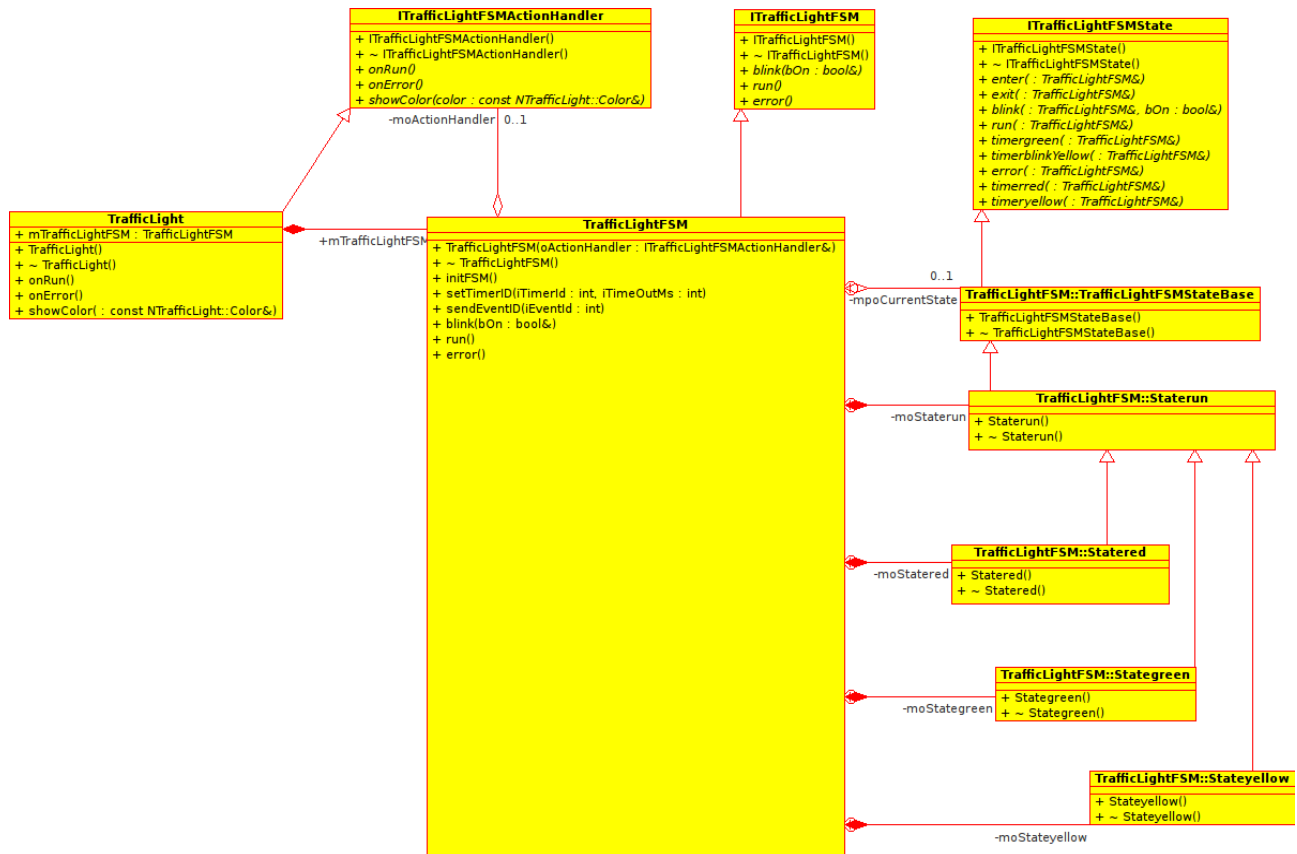 ITrafficLightFSMActionHandler
+ ITrafficLightFSMActionHandler()
+ ~ ITrafficLightFSMActionHandler()
+ onRun()
+ onError()
+ showColor(color : const NTrafficLight::Color&)
ITrafficLightFSM
+ ITrafficLightFSM()
+ ~ ITrafficLightFSM()
+ blink(bOn : bool&)
+ run()
+ error()
ITrafficLightFSMState
+ ITrafficLightFSMState()
+ ~ ITrafficLightFSMState()
+ enter( : TrafficLightFSM&)
+ exit( : TrafficLightFSM&)
+ blink( : TrafficLightFSM&, bOn : bool&)
+ run( : TrafficLightFSM&)
+ timergreen( : TrafficLightFSM&)
+ timerblinkYellow( : TrafficLightFSM&)
+ error( : TrafficLightFSM&)
+ timerred( : TrafficLightFSM&)
+ timeryellow( : TrafficLightFSM&)
-moActionHandler
0..1
TrafficLight
+ mTrafficLightFSM : TrafficLightFSM
+ TrafficLight()
+ ~ TrafficLight()
+ onRun()
+ onError()
+ showColor( : const NTrafficLight::Color&)
+mTrafficLightFSM
TrafficLightFSM
+ TrafficLightFSM(oActionHandler : ITrafficLightFSMActionHandler&)
+ ~ TrafficLightFSM()
+ initFSM()
+ setTimerID(iTimerId : int, iTimeOutMs : int)
+ sendEventID(iEventId : int)
+ blink(bOn : bool&)
+ run()
+ error()
0..1
-mpoCurrentState
TrafficLightFSM::TrafficLightFSMStateBase
+ TrafficLightFSMStateBase()
+ ~ TrafficLightFSMStateBase()
-moStaterun
TrafficLightFSM::Staterun
+ Staterun()
+ ~ Staterun()
-moStatered
TrafficLightFSM::Statered
+ Statered()
+ ~ Statered()
-moStategreen
TrafficLightFSM::Stategreen
+ Stategreen()
+ ~ Stategreen()
TrafficLightFSM::Stateyellow
+ Stateyellow()
+ ~ Stateyellow()
-moStateyellow